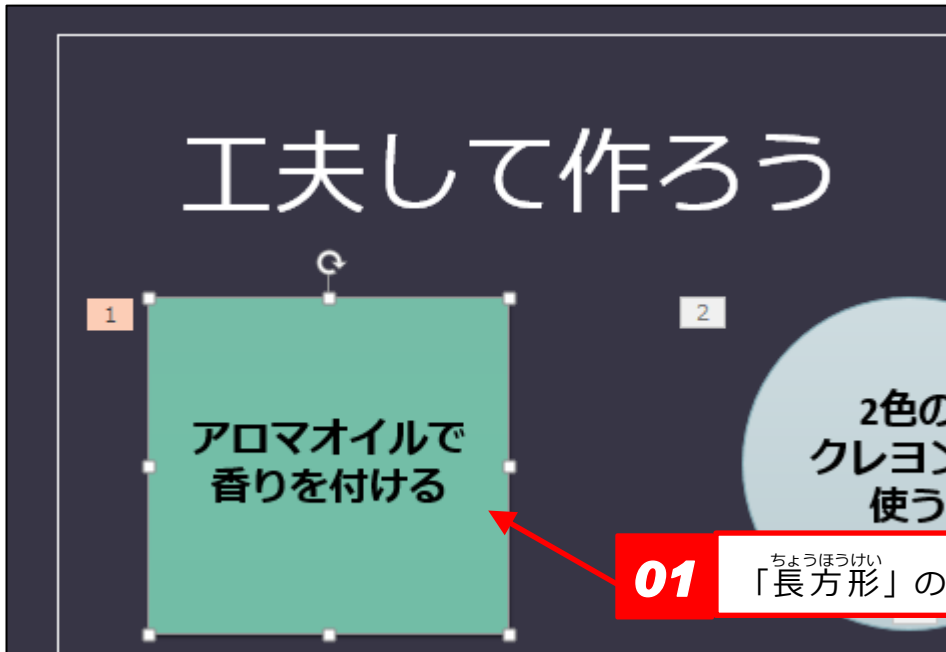 工夫して作ろう
1
2
アロマオイルで
香りを付ける
2色の
クレヨン
使う
01
ちょうほうけい
「長方形」の